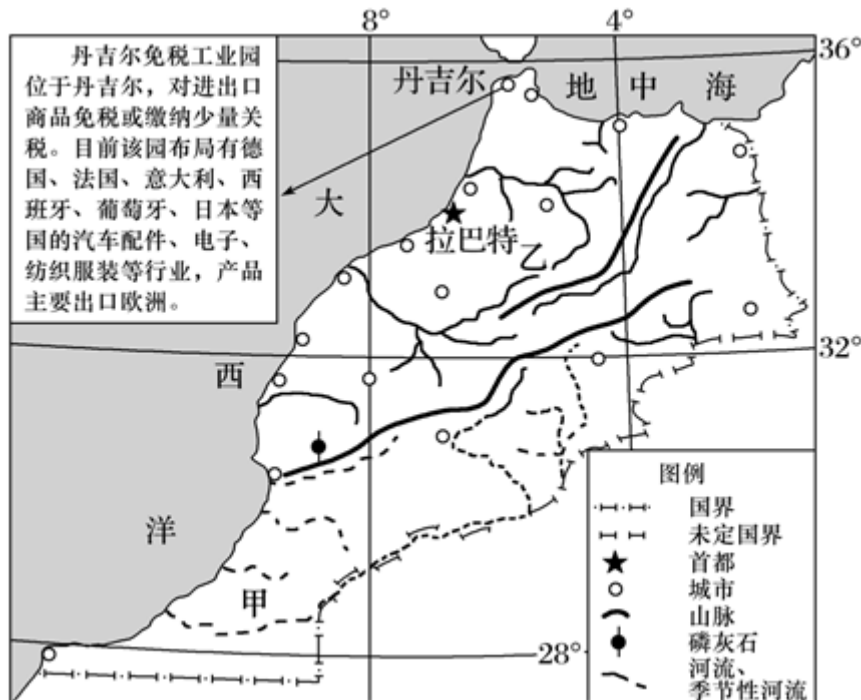 8°
4°
36°
丹吉尔免税工业园
位于丹吉尔，对进出口
商品免税或缴纳少量关
税。目前该园布局有德
国、法国、意大利、西
班牙、葡萄牙、日本等
国的汽车配件、电子、
纺织服装等行业，产品
主要出口欧洲。
丹吉尔
地中海
大
拉巴特
乙
32°
西
洋
甲
28°
图例
国界
未定国界
首都
城市
山脉
磷灰石
河流、
季节性河流